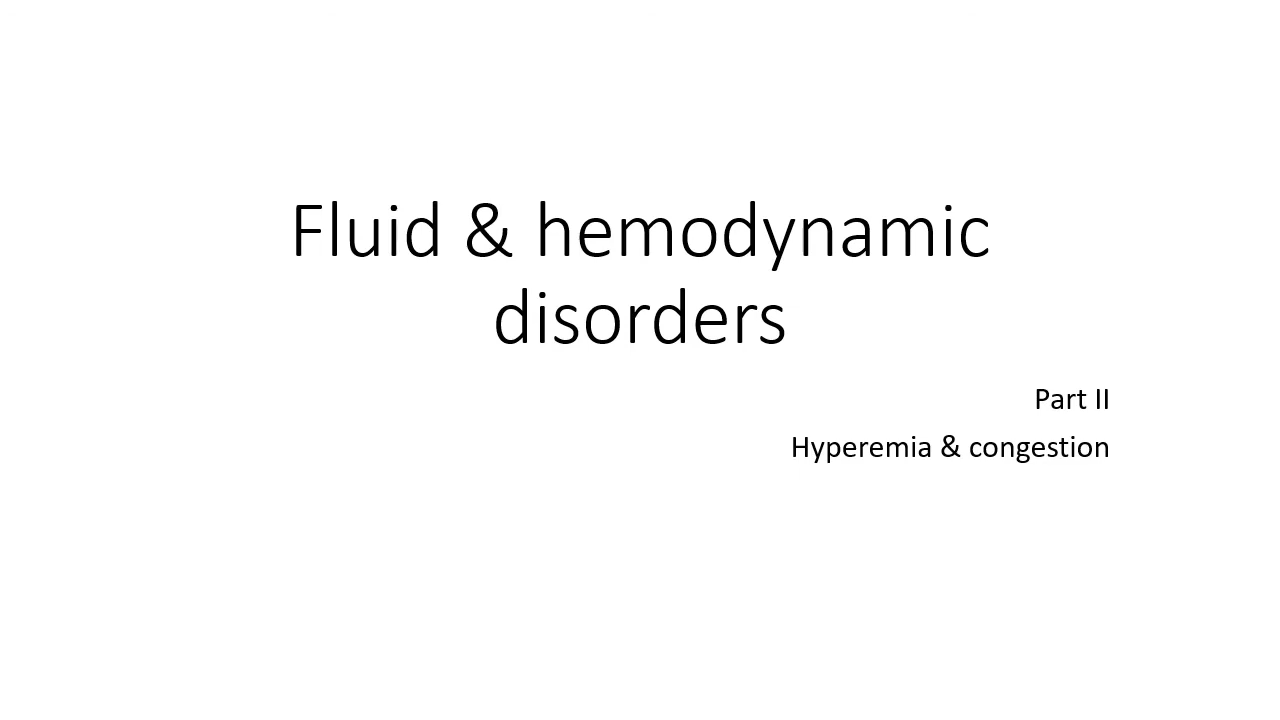 Fluid & hemodynamic
disorders
Part II
Hyperemia & congestion